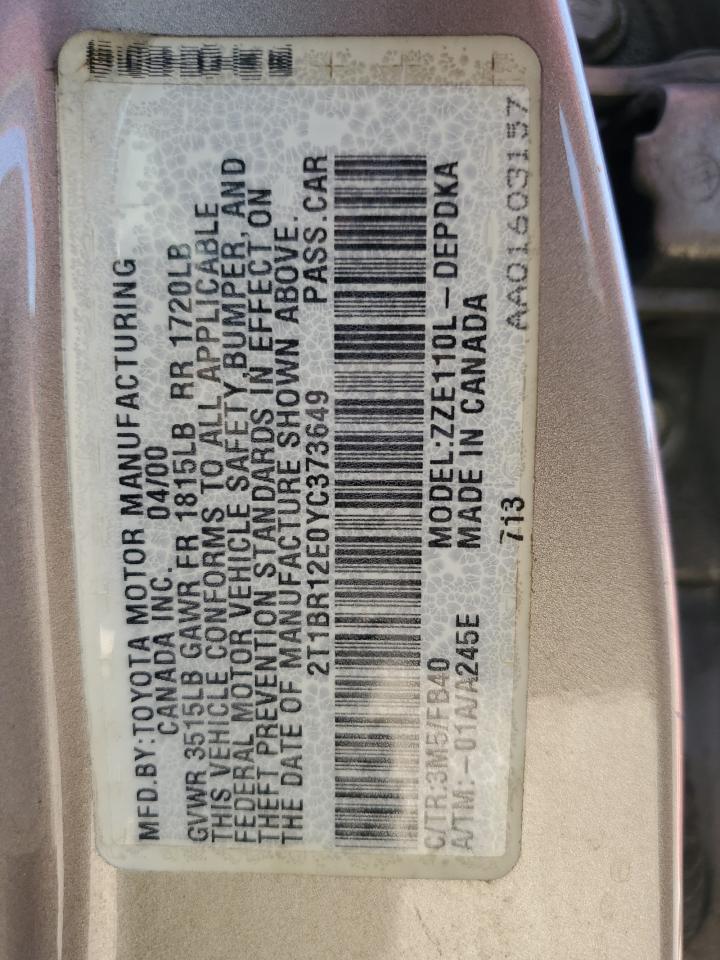 MFD.BY:TOYOTA MOTOR MANUFACTURING
CANADA INC. 04/00
GVWR 3515LB GAWR FR 1815LB RR 1720LB
THIS VEHICLE CONFORMS TO ALL APPLICABLE
FEDERAL MOTOR VEHICLE SAFETY, BUMPER, AND
THEFT PREVENTION STANDARDS IN EFFECT ON
THE DATE OF MANUFACTURE SHOWN ABOVE.
2T1BR12E0YC373649 PASS.CAR
C/TR:3M5/FB40 MODEL:ZZE110L-DEPDKA
A/TM:-01A/A245E MADE IN CANADA
713 AA01603157